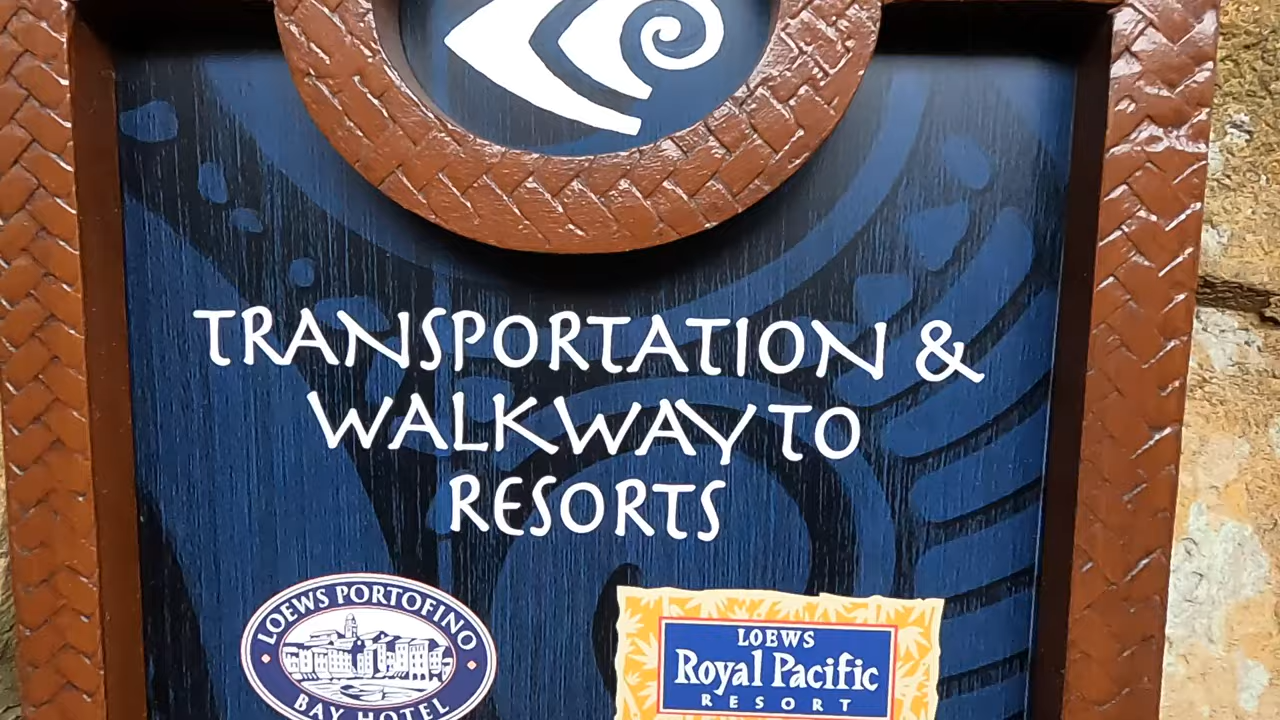 TRANSPORTATION &
WALKWAY TO
RESORTS
LOEWS PORTOFINO
BAY HOTEL
LOEWS
Royal Pacific
RESORT